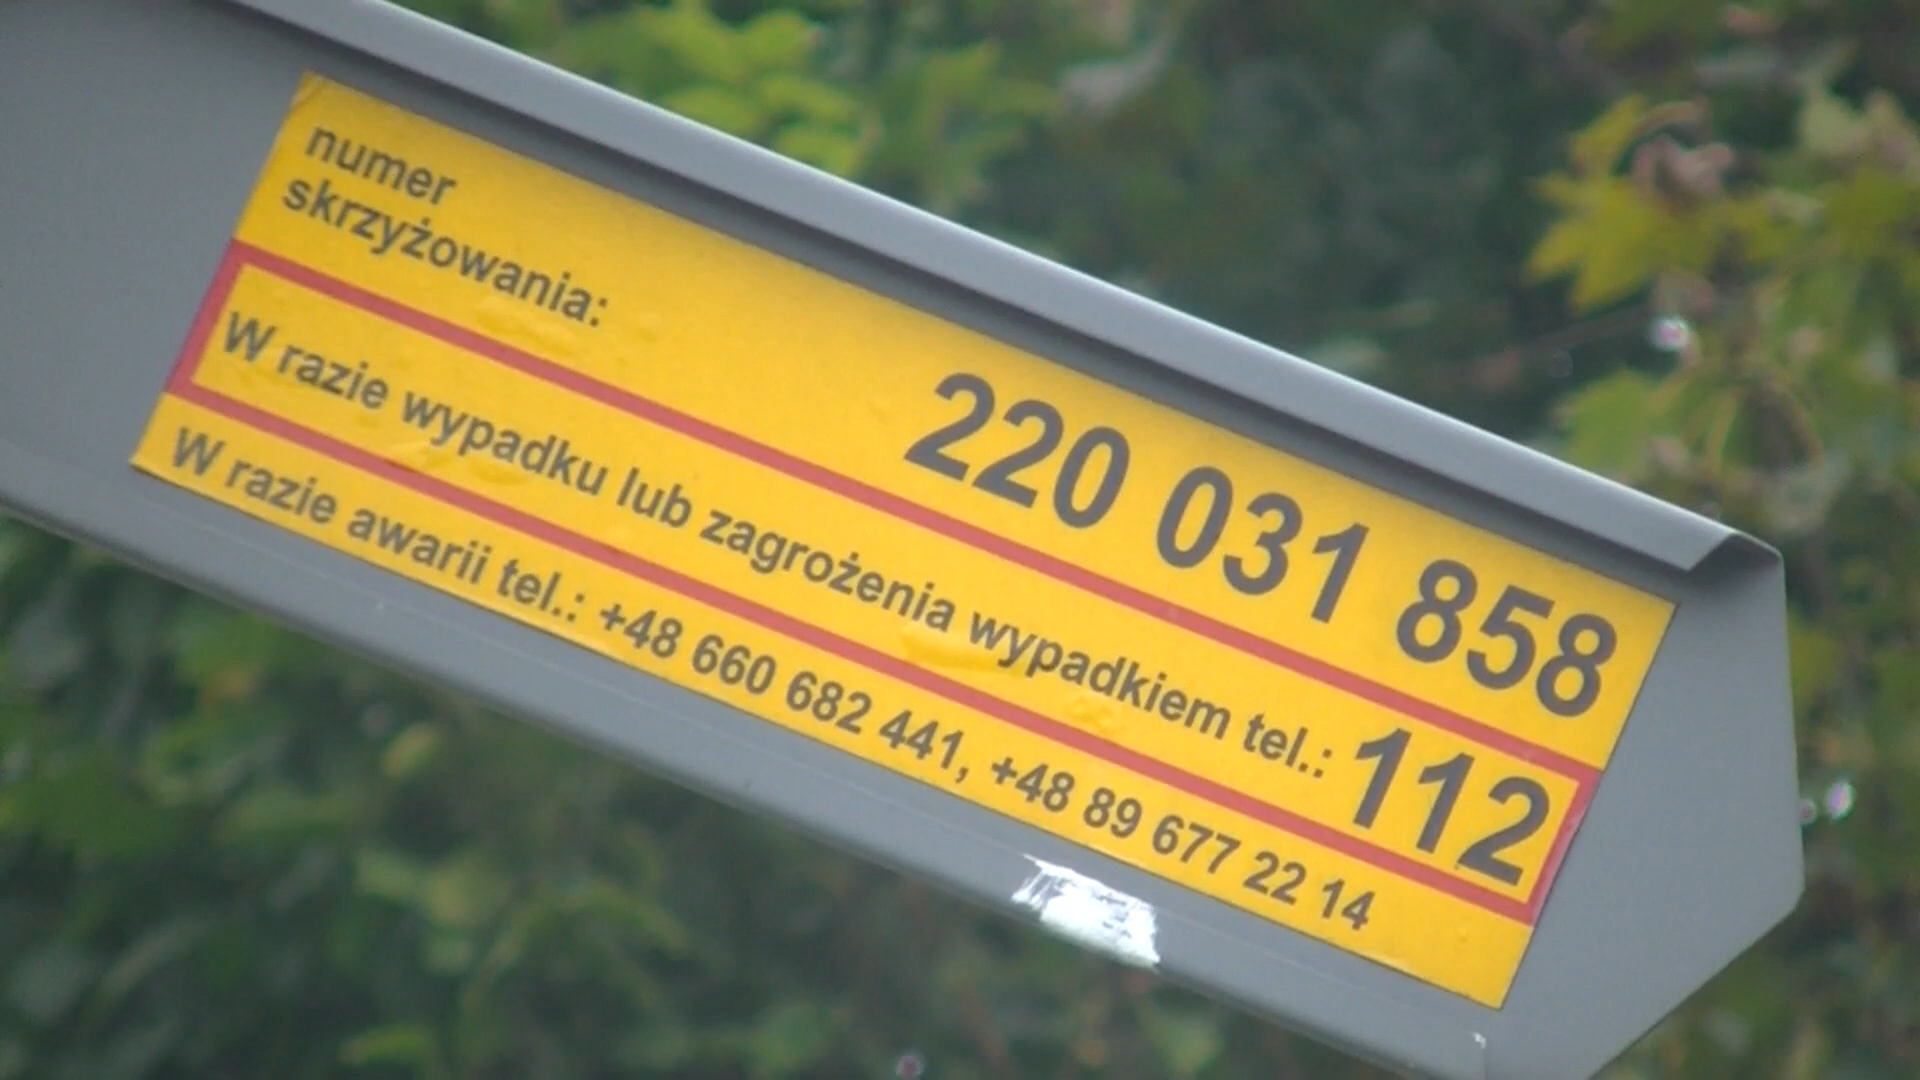 numer
skrzyżowania:
220 031 858
W razie wypadku lub zagrożenia wypadkiem tel.: 112
W razie awarii tel.: +48 660 682 441, +48 89 677 22 14